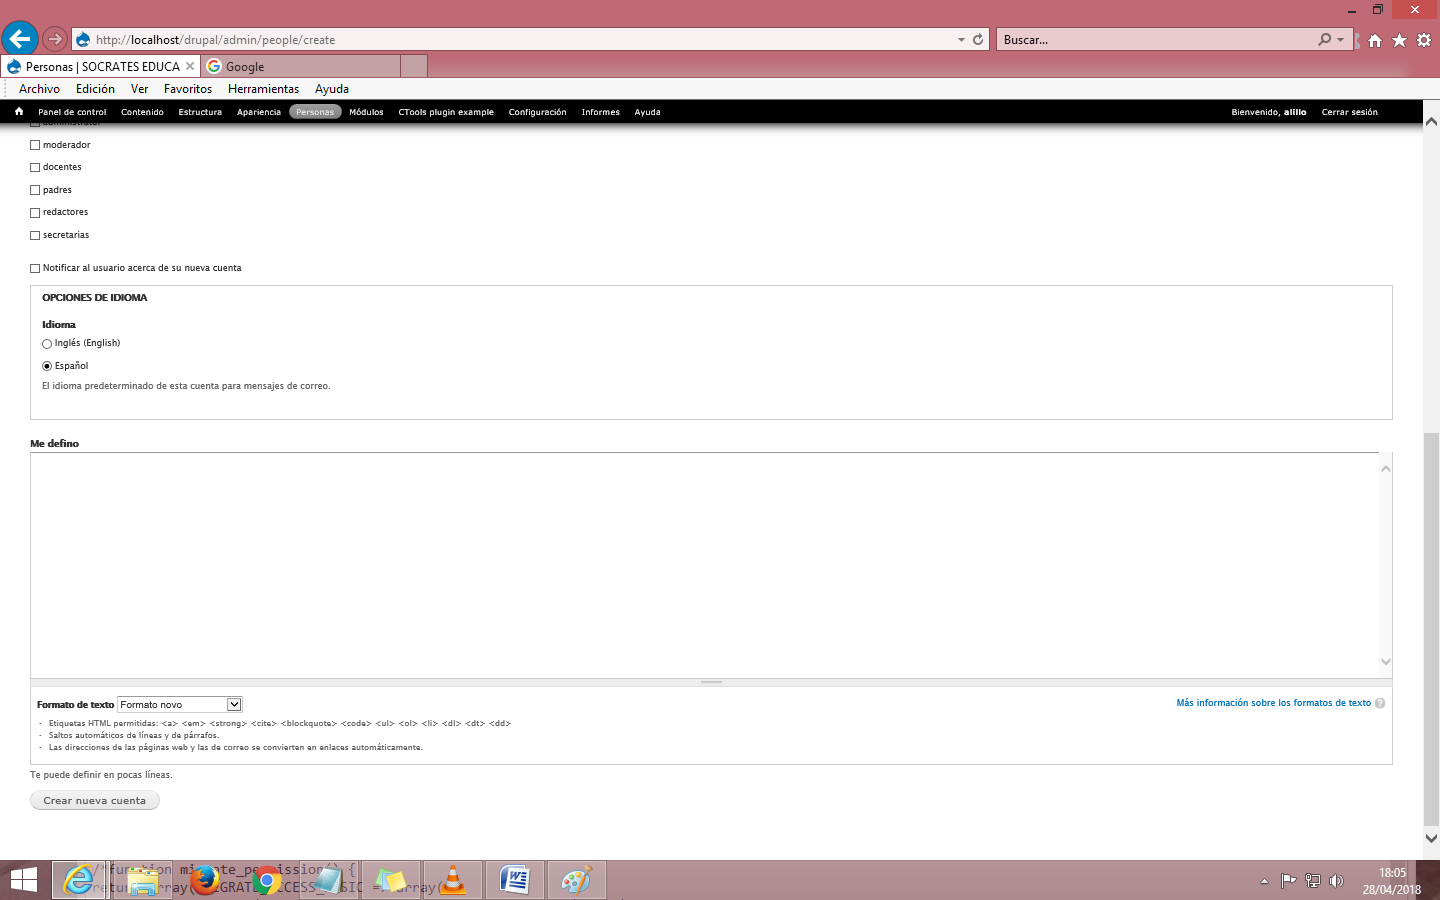 http://localhost/drupal/admin/people/create
Buscar...
Personas | SOCRATES EDUCA
Google
Archivo Edición Ver Favoritos Herramientas Ayuda
Panel de control Contenido Estructura Apariencia Personas Módulos CTools plugin example Configuración Informes Ayuda Bienvenido, alillo Cerrar sesión
moderador
docentes
padres
redactores
secretarias
Notificar al usuario acerca de su nueva cuenta
OPCIONES DE IDIOMA
Idioma
Inglés (English)
Español
El idioma predeterminado de esta cuenta para mensajes de correo.
Me defino
Formato de texto Formato novo Más información sobre los formatos de texto ?
- Etiquetas HTML permitidas: <a> <em> <strong> <cite> <blockquote> <code> <ul> <ol> <li> <dl> <dt> <dd>
- Saltos automáticos de líneas y de párrafos.
- Las direcciones de las páginas web y las de correo se convierten en enlaces automáticamente.
Te puede definir en pocas líneas.
Crear nueva cuenta
18:05
28/04/2018